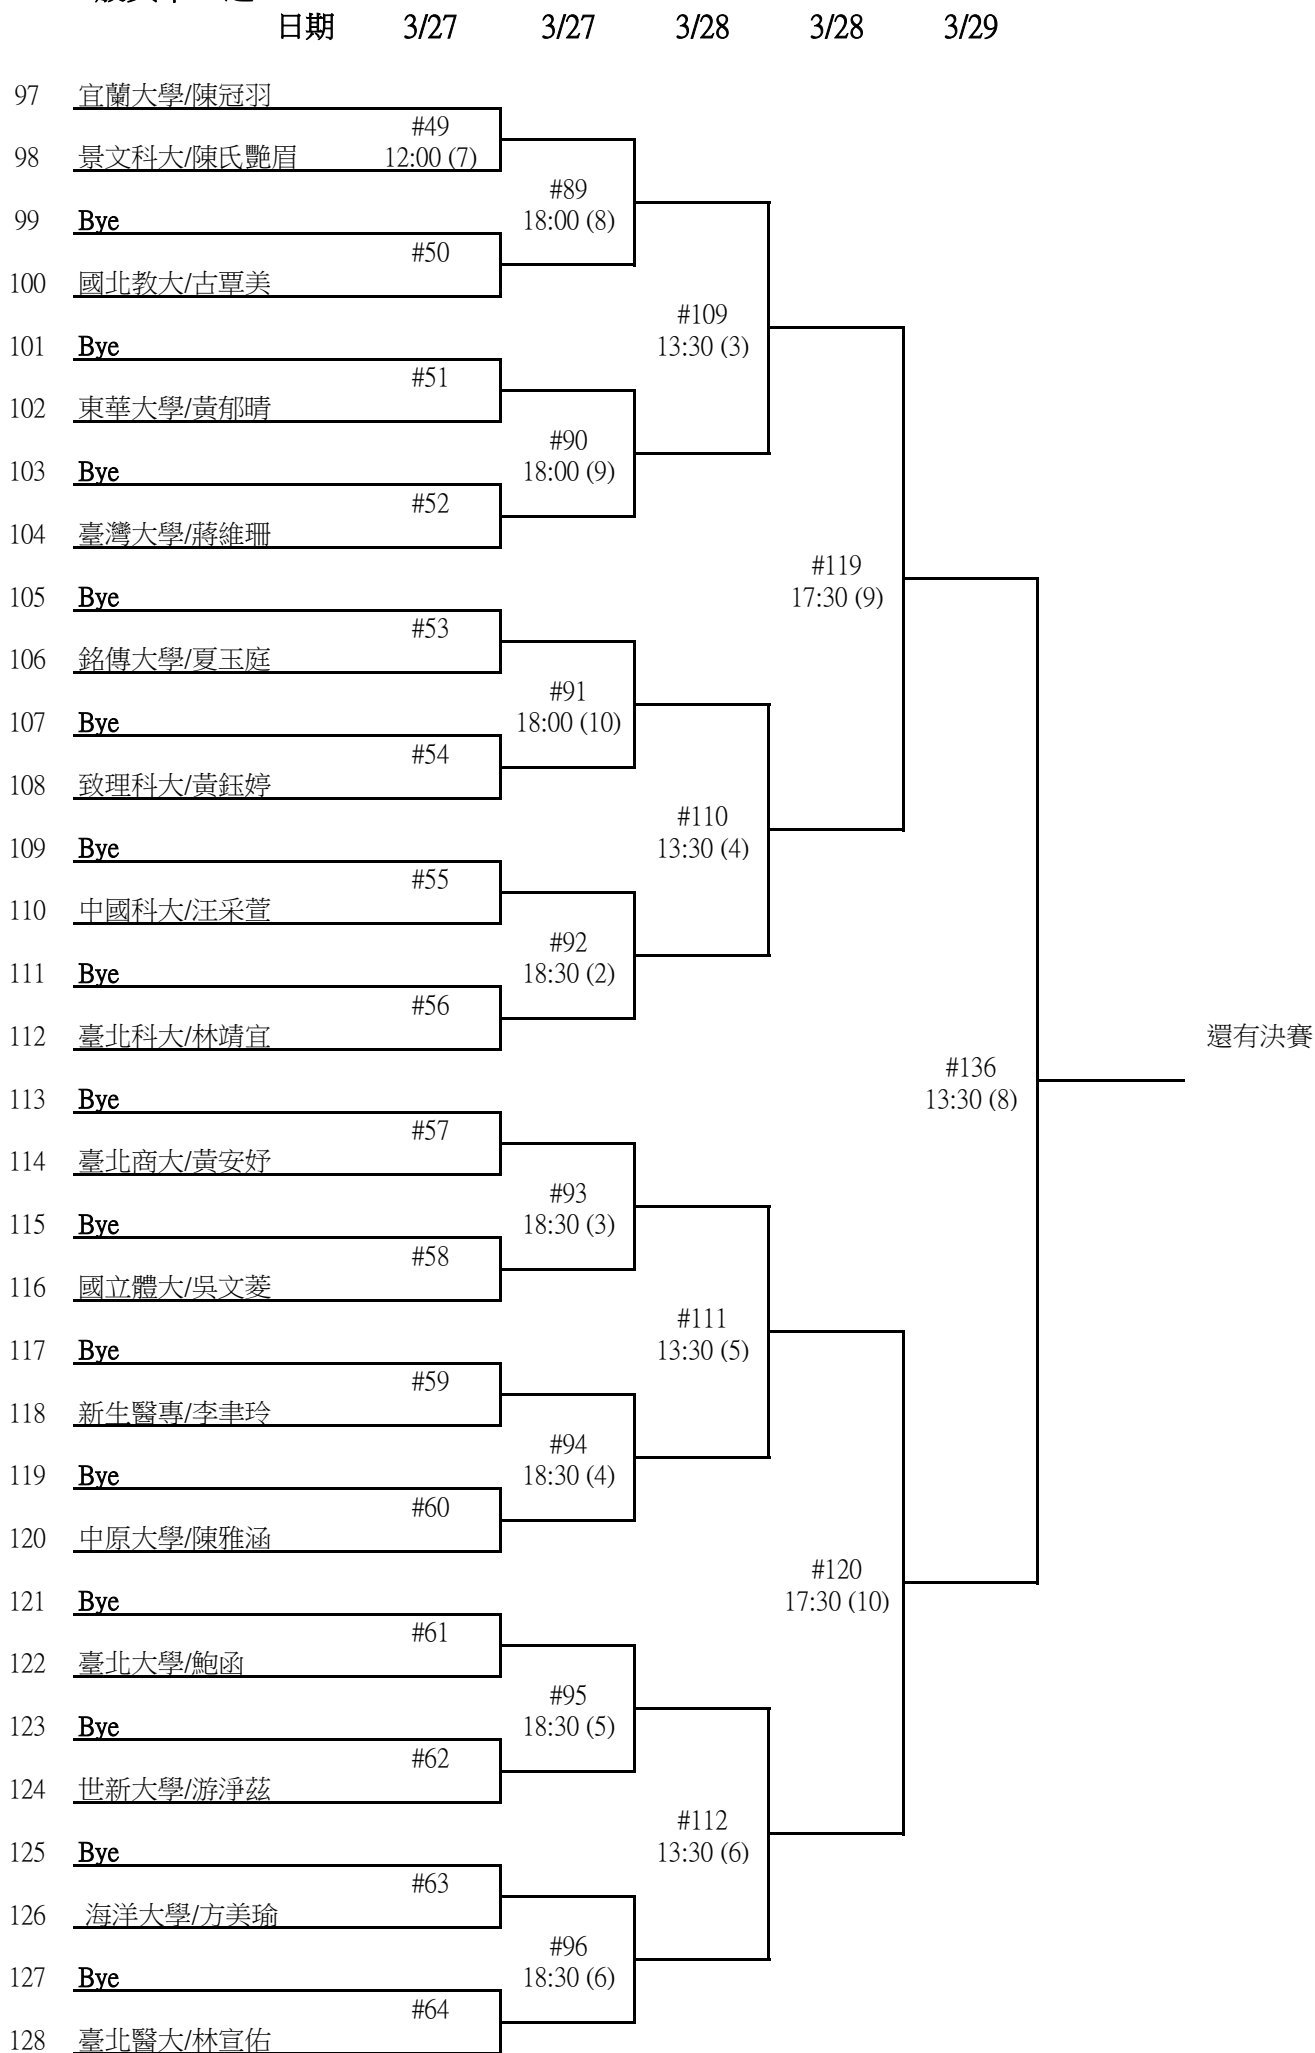 日期 3/27 3/27 3/28 3/28 3/29
97 宜蘭大學/陳冠羽
#49
98 景文科大/陳氏艷眉 12:00 (7)
#89
99 Bye 18:00 (8)
#50
100 國北教大/古覃美
#109
101 Bye 13:30 (3)
#51
102 東華大學/黃郁晴
#90
103 Bye 18:00 (9)
#52
104 臺灣大學/蔣維珊
#119
105 Bye 17:30 (9)
#53
106 銘傳大學/夏玉庭
#91
107 Bye 18:00 (10)
#54
108 致理科大/黃鈺婷
#110
109 Bye 13:30 (4)
#55
110 中國科大/汪采萱
#92
111 Bye 18:30 (2)
#56
112 臺北科大/林靖宜 還有決賽
#136
113 Bye 13:30 (8)
#57
114 臺北商大/黃安妤
#93
115 Bye 18:30 (3)
#58
116 國立體大/吳文菱
#111
117 Bye 13:30 (5)
#59
118 新生醫專/李聿玲
#94
119 Bye 18:30 (4)
#60
120 中原大學/陳雅涵
#120
121 Bye 17:30 (10)
#61
122 臺北大學/鮑函
#95
123 Bye 18:30 (5)
#62
124 世新大學/游淨茲
#112
125 Bye 13:30 (6)
#63
126 海洋大學/方美瑜
#96
127 Bye 18:30 (6)
#64
128 臺北醫大/林宣佑